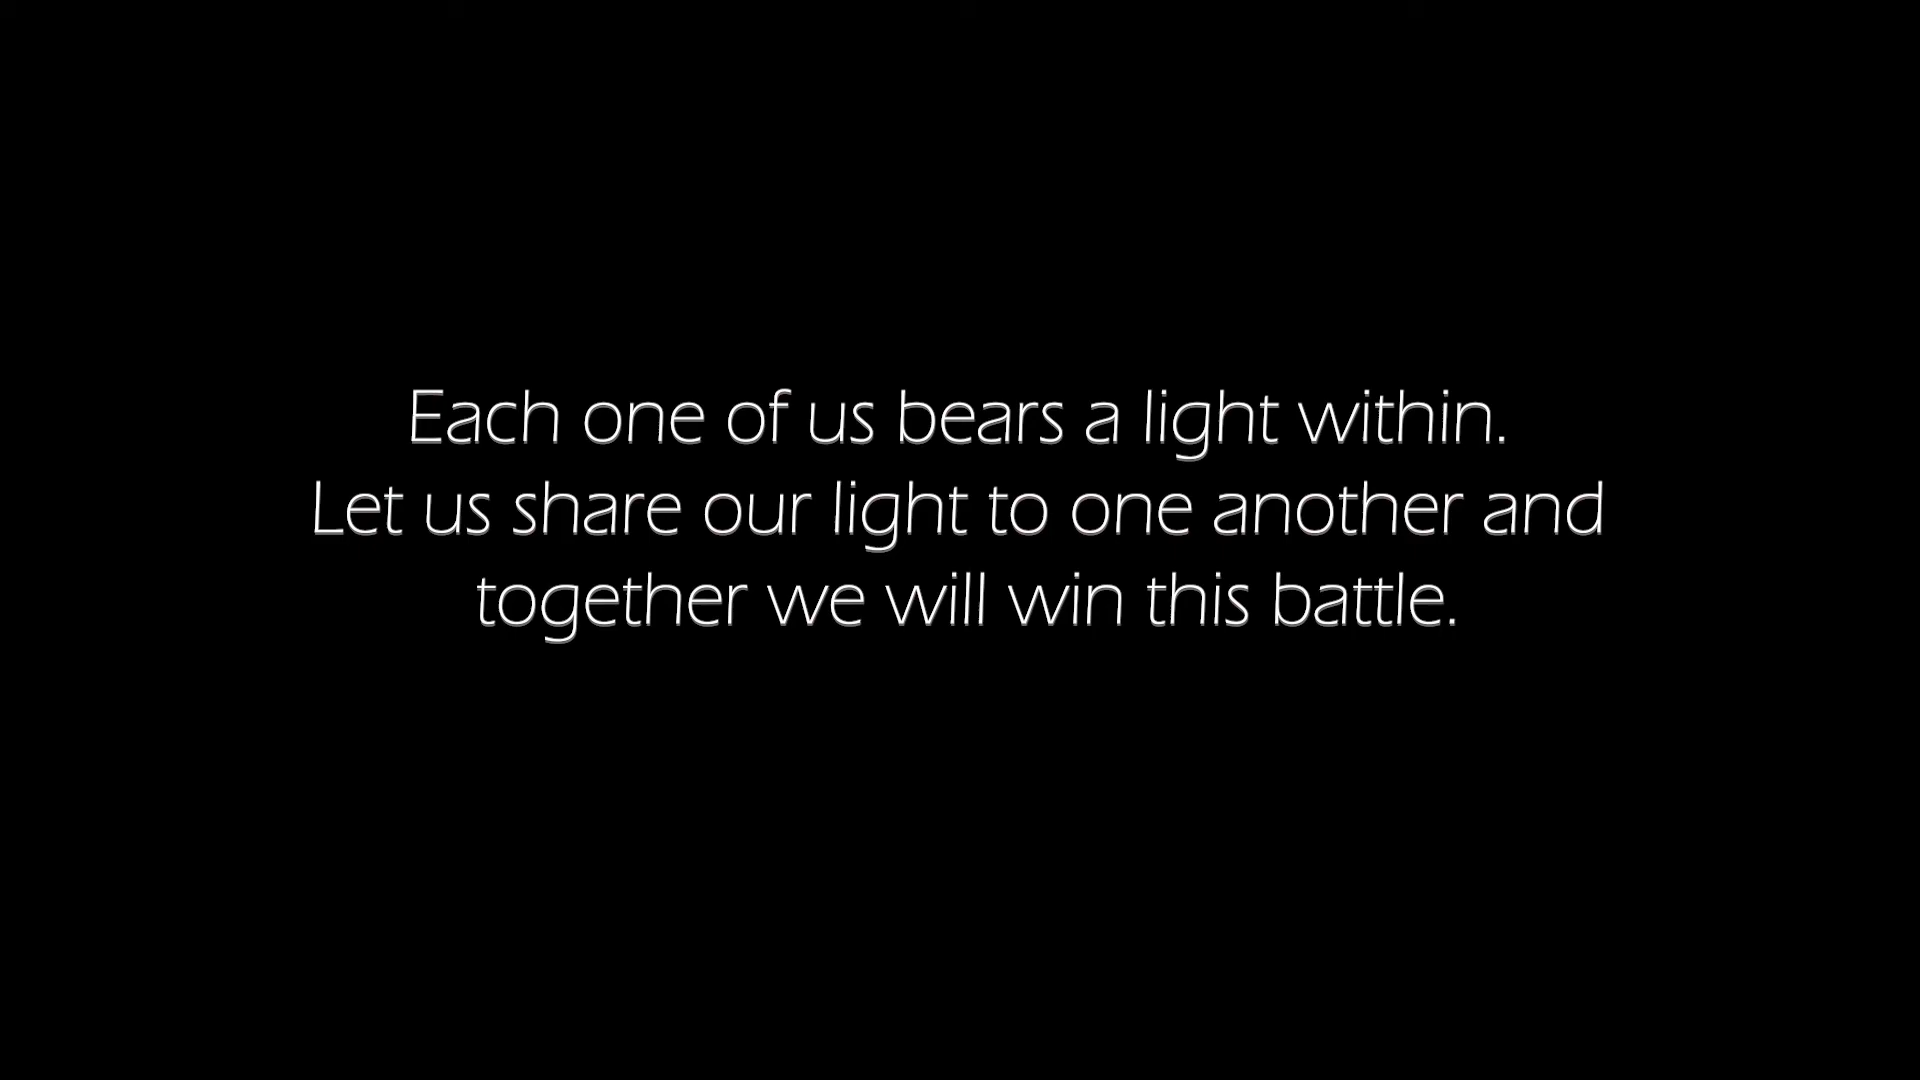 Each one of us bears a light within.
Let us share our light to one another and
together we will win this battle.